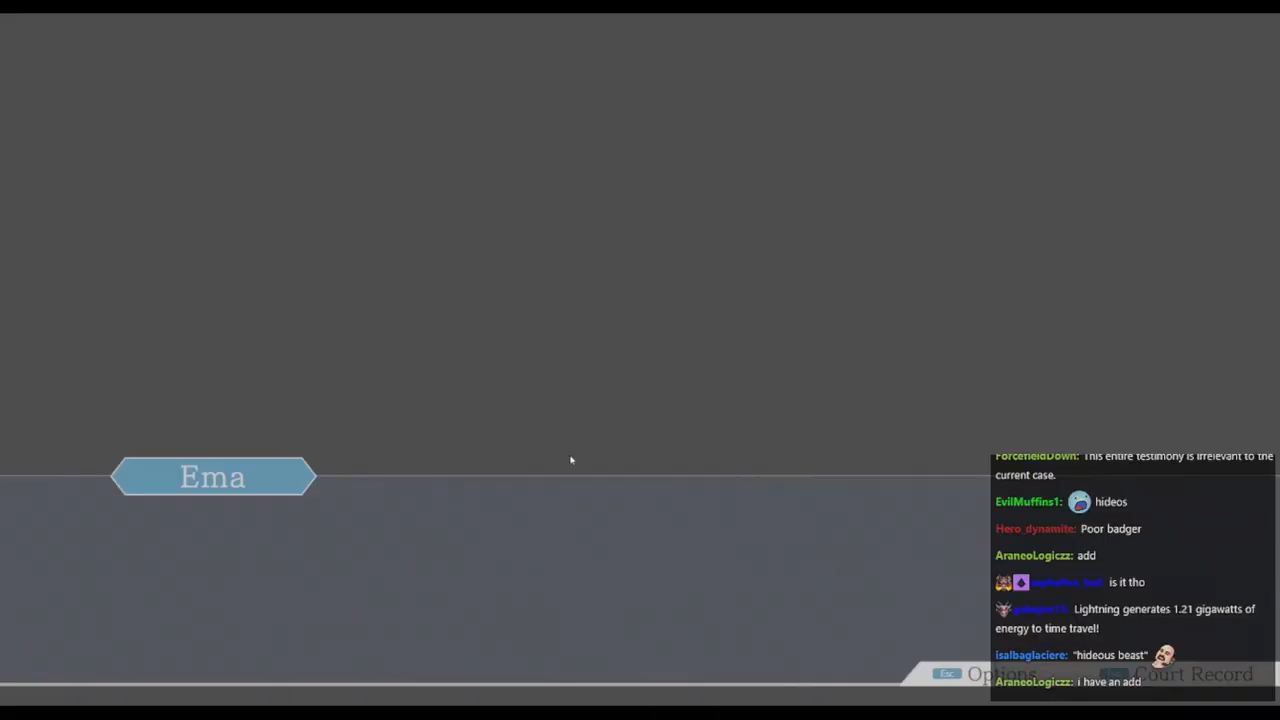 Ema
ForcefieldDown: This entire testimony is irrelevant to the
current case.
EvilMuffins1: hideos
Hero_dynamite: Poor badger
AraneoLogiczz: add
is it tho
Lightning generates 1.21 gigawatts of
energy to time travel!
isalbaglaciere: "hideous beast"
AraneoLogiczz: i have an add
Esc Options
Court Record